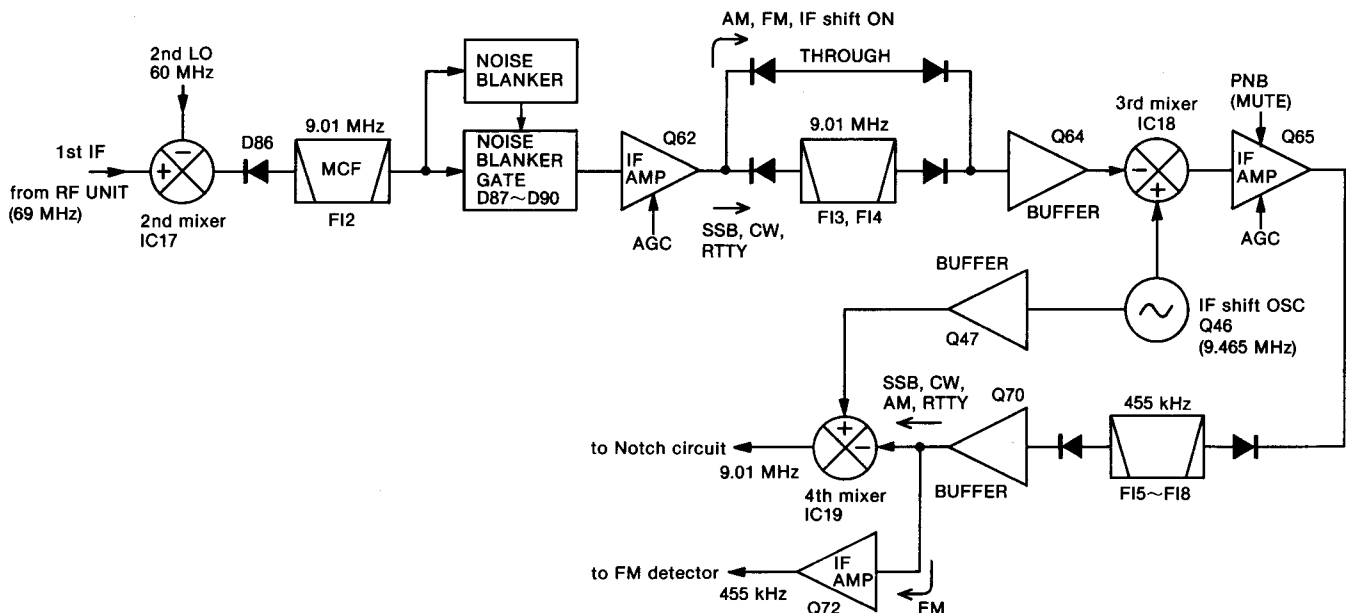 2nd LO
60 MHz
1st IF
from RF UNIT
(69 MHz)
−
+
2nd mixer
IC17
D86
9.01 MHz
MCF
FI2
NOISE
BLANKER
NOISE
BLANKER
GATE
D87~D90
Q62
IF
AMP
AGC
AM, FM, IF shift ON
THROUGH
9.01 MHz
FI3, FI4
SSB, CW,
RTTY
Q64
BUFFER
3rd mixer
IC18
−
+
PNB
(MUTE)
Q65
IF
AMP
AGC
BUFFER
Q47
IF shift OSC
Q46
(9.465 MHz)
SSB, CW,
AM, RTTY
Q70
BUFFER
455 kHz
FI5~FI8
+
−
to Notch circuit
9.01 MHz
4th mixer
IC19
to FM detector
455 kHz
IF
AMP
Q72
FM